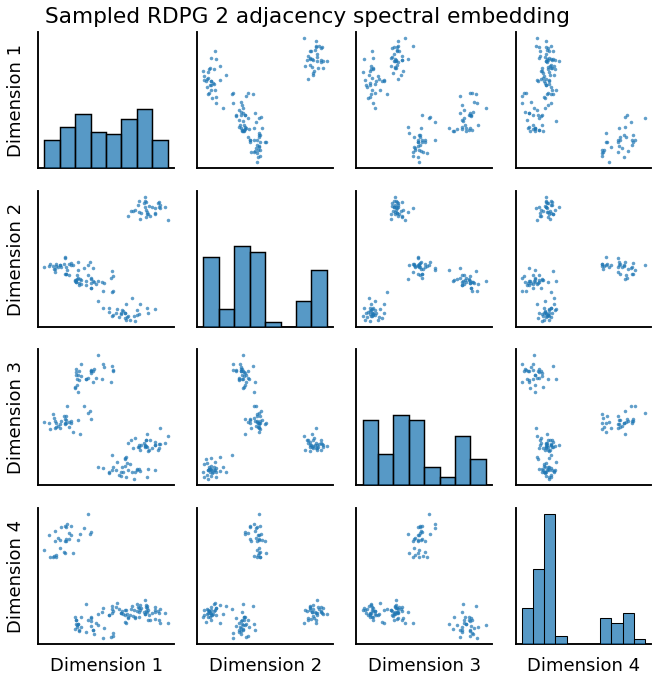 Sampled RDPG 2 adjacency spectral embedding
Dimension 1
Dimension 2
Dimension 3
Dimension 4
Dimension 1 Dimension 2 Dimension 3 Dimension 4